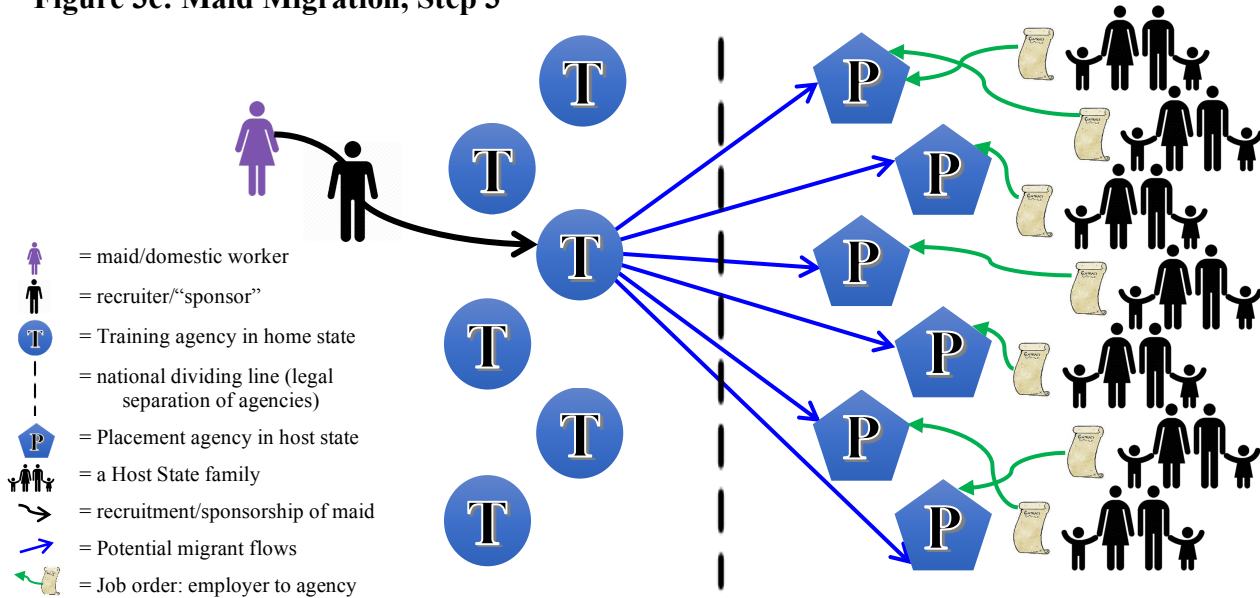 Figure 3c: Maid Migration, Step 3
T
T
T
T
T
T
P
P
P
P
P
P
= maid/domestic worker
= recruiter/“sponsor”
T = Training agency in home state
= national dividing line (legal
separation of agencies)
P = Placement agency in host state
= a Host State family
= recruitment/sponsorship of maid
= Potential migrant flows
= Job order: employer to agency